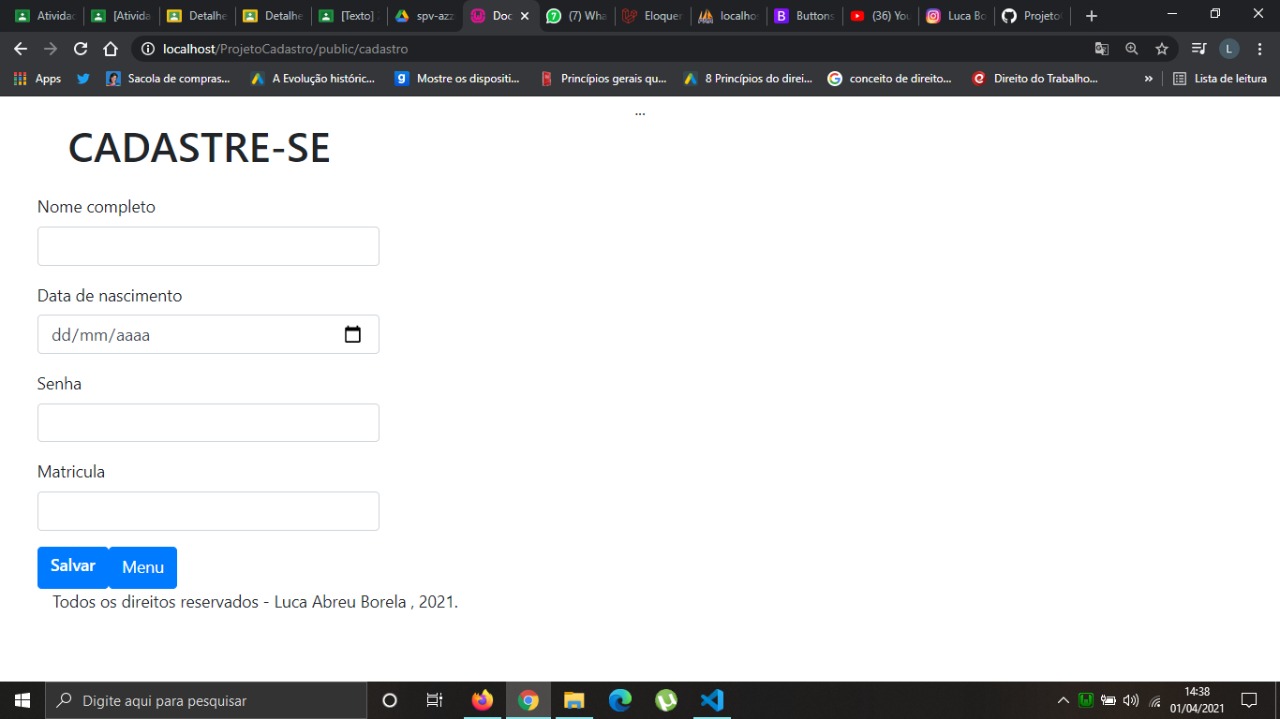 Atividad
[Ativida
Detalhe
Detalhe
[Texto]
spv-azz
Doc
(7) Wha
Eloquen
localhos
Buttons
(36) You
Luca Bo
Projeto
localhost/ProjetoCadastro/public/cadastro
L
Apps
Sacola de compras...
A Evolução históric...
Mostre os dispositi...
Princípios gerais qu...
8 Princípios do direi...
conceito de direito...
Direito do Trabalho...
»
Lista de leitura
...
CADASTRE-SE
Nome completo
Data de nascimento
dd/mm/aaaa
Senha
Matricula
Salvar Menu
Todos os direitos reservados - Luca Abreu Borela , 2021.
Digite aqui para pesquisar
14:38
01/04/2021